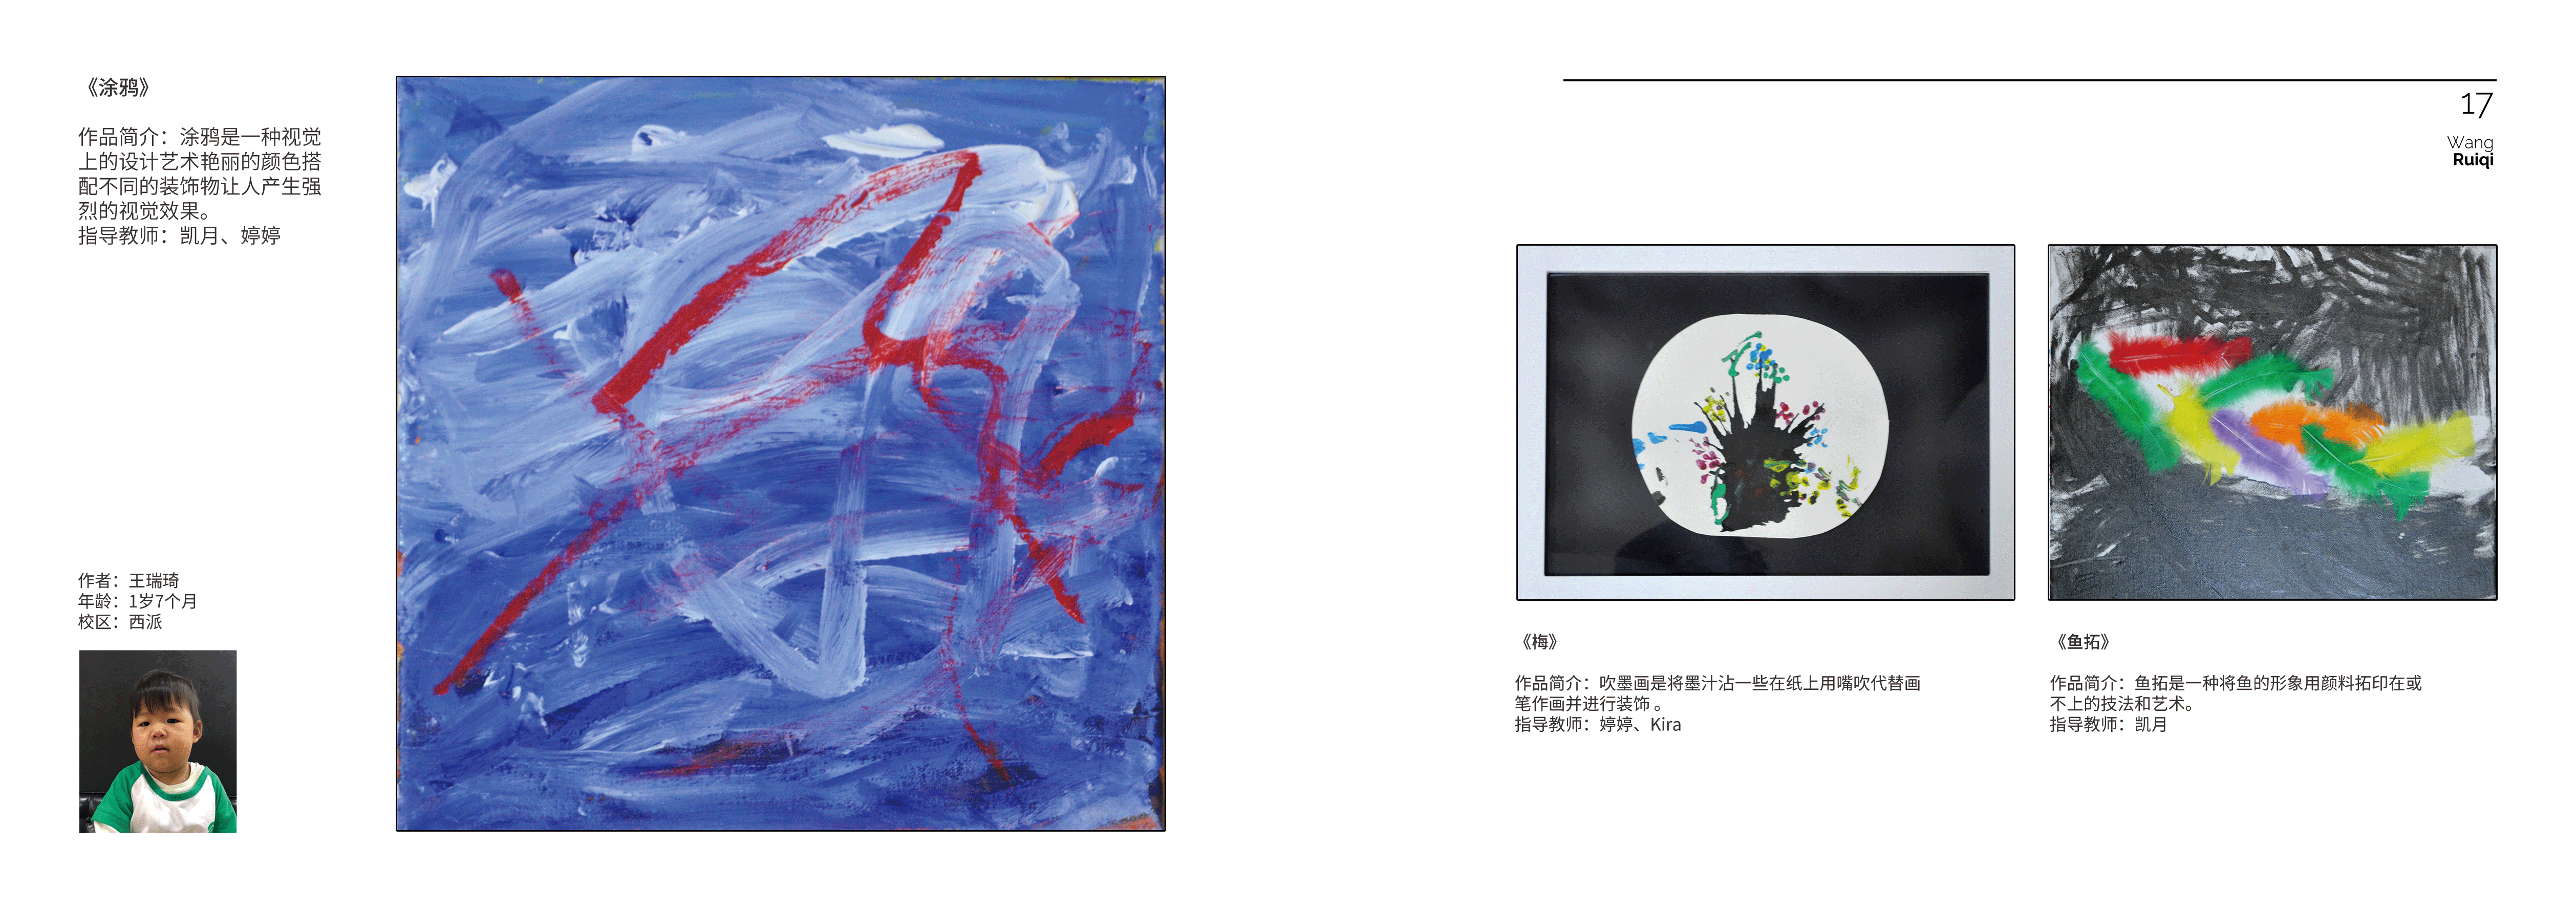 《涂鸦》
作品简介：涂鸦是一种视觉
上的设计艺术艳丽的颜色搭
配不同的装饰物让人产生强
烈的视觉效果。
指导教师：凯月、婷婷
作者：王瑞琦
年龄：1岁7个月
校区：西派
17
Wang
Ruiqi
《梅》
作品简介：吹墨画是将墨汁沾一些在纸上用嘴吹代替画
笔作画并进行装饰 。
指导教师：婷婷、Kira
《鱼拓》
作品简介：鱼拓是一种将鱼的形象用颜料拓印在或
不上的技法和艺术。
指导教师：凯月